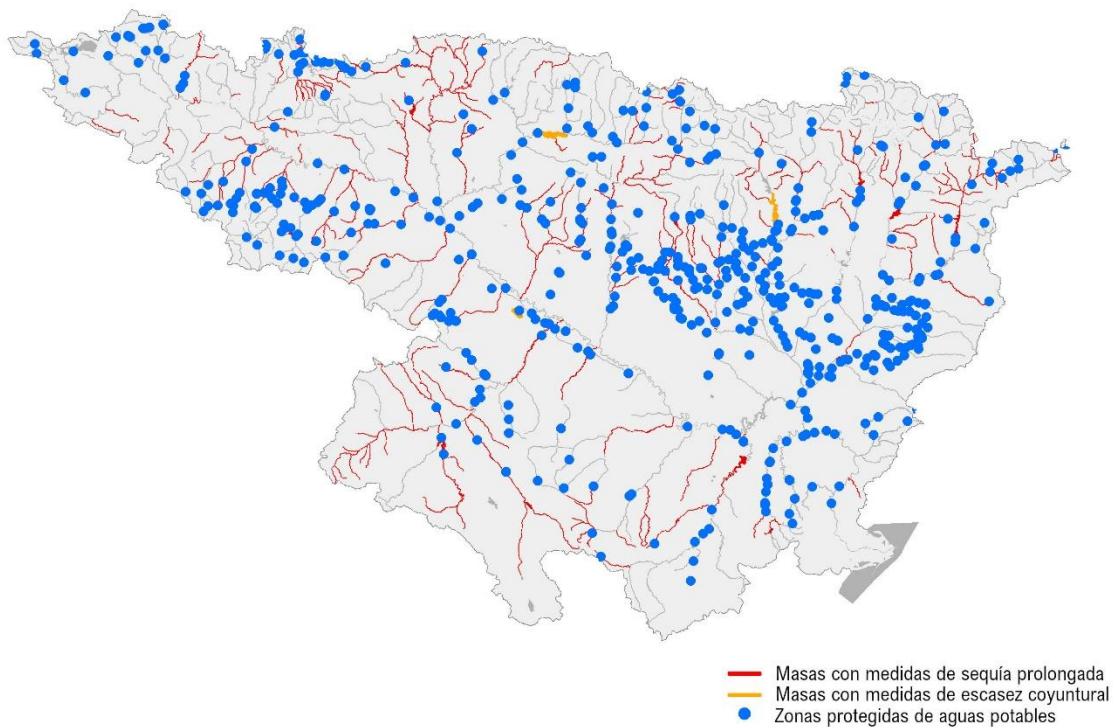 Masas con medidas de sequía prolongada
Masas con medidas de escasez coyuntural
Zonas protegidas de aguas potables